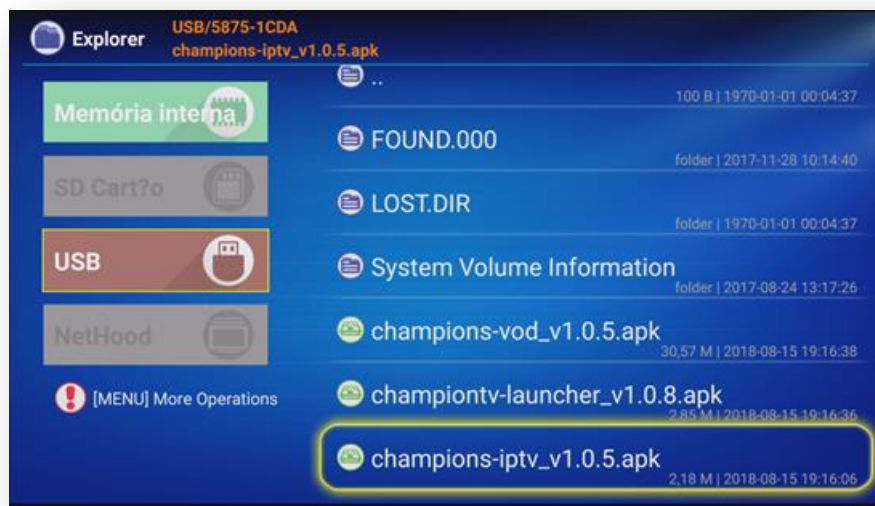 Explorer
USB/5875-1CDA
champions-iptv_v1.0.5.apk
Memória interna
SD Cart?o
USB
NetHood
[MENU] More Operations
..
100 B | 1970-01-01 00:04:37
FOUND.000
folder | 2017-11-28 10:14:40
LOST.DIR
folder | 1970-01-01 00:04:37
System Volume Information
folder | 2017-08-24 13:17:26
champions-vod_v1.0.5.apk
30,57 M | 2018-08-15 19:16:38
championtv-launcher_v1.0.8.apk
2,85 M | 2018-08-15 19:16:36
champions-iptv_v1.0.5.apk
2,18 M | 2018-08-15 19:16:06